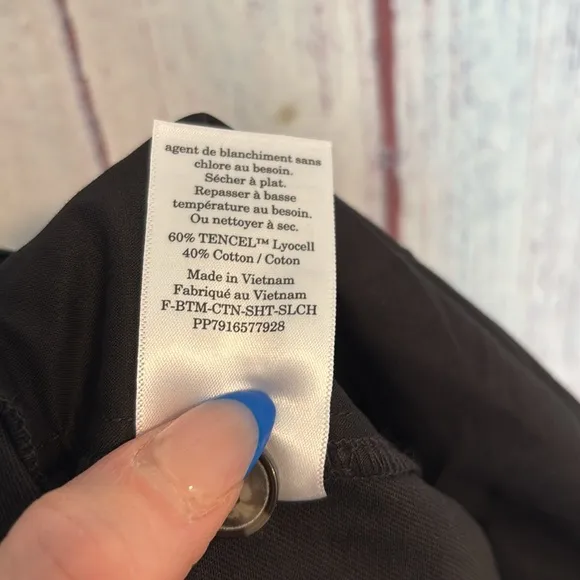 agent de blanchiment sans
chlore au besoin.
Sécher à plat.
Repasser à basse
température au besoin.
Ou nettoyer à sec.
60% TENCEL™ Lyocell
40% Cotton / Coton
Made in Vietnam
Fabriqué au Vietnam
F-BTM-CTN-SHT-SLCH
PP7916577928